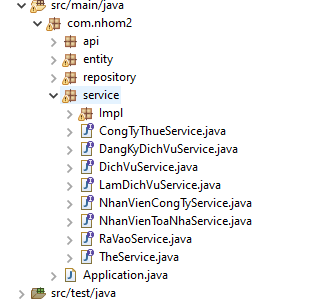 src/main/java
com.nhom2
api
entity
repository
service
Impl
CongTyThueService.java
DangKyDichVuService.java
DichVuService.java
LamDichVuService.java
NhanVienCongTyService.java
NhanVienToaNhaService.java
RaVaoService.java
TheService.java
Application.java
src/test/java